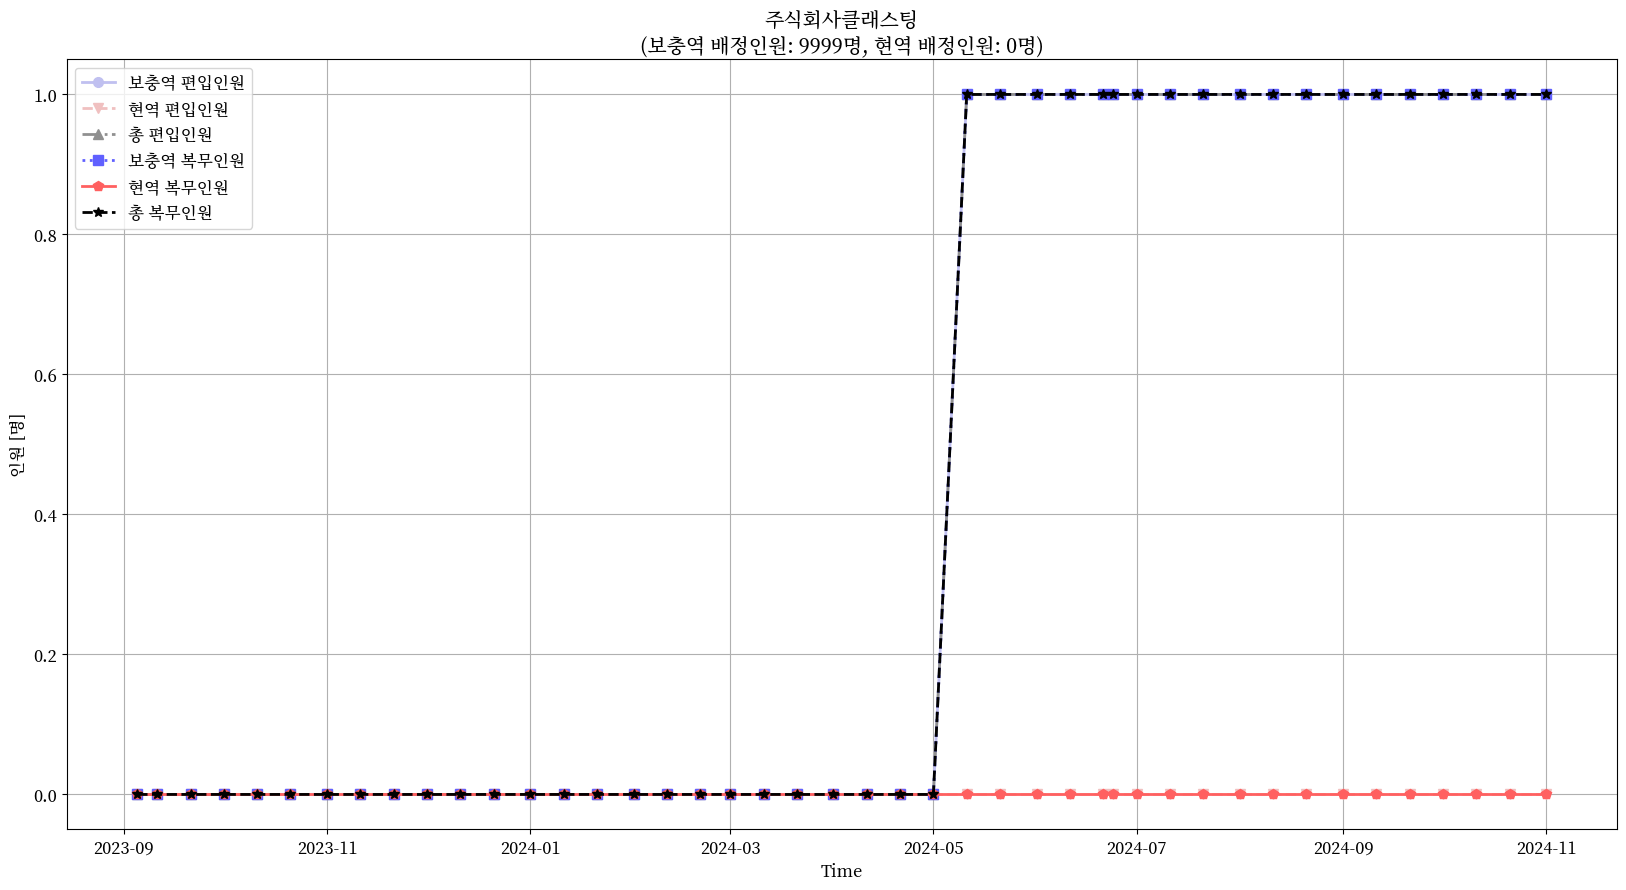 주식회사클래스팅
(보충역 배정인원: 9999명, 현역 배정인원: 0명)
보충역 편입인원
현역 편입인원
총 편입인원
보충역 복무인원
현역 복무인원
총 복무인원
1.0
0.8
0.6
0.4
0.2
0.0
인원 [명]
2023-09
2023-11
2024-01
2024-03
2024-05
2024-07
2024-09
2024-11
Time